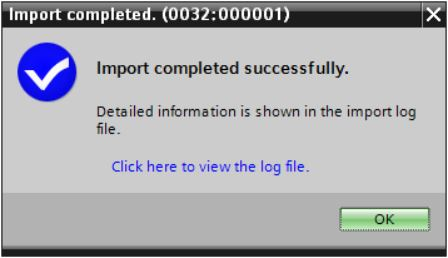 Import completed. (0032:000001)
Import completed successfully.
Detailed information is shown in the import log
file.
Click here to view the log file.
OK